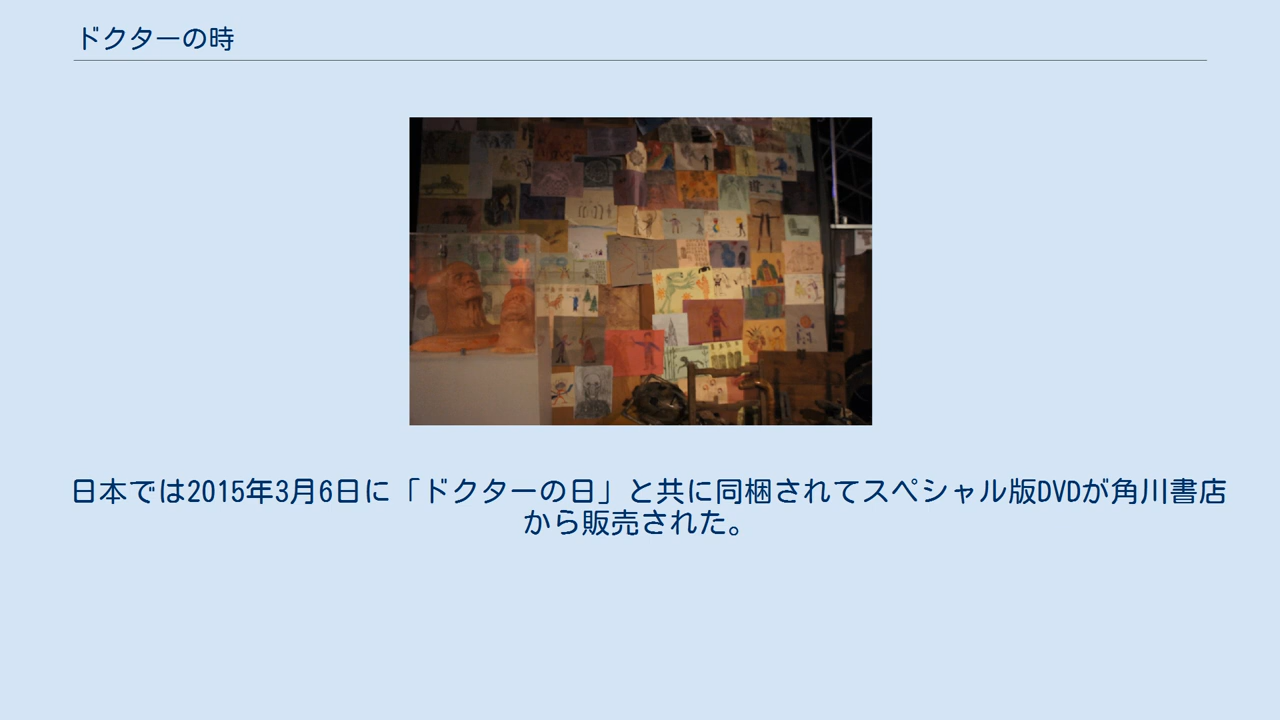 ドクターの時
日本では2015年3月6日に「ドクターの日」と共に同梱されてスペシャル版DVDが角川書店
から販売された。